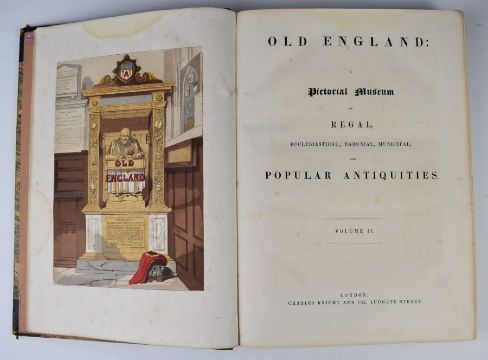 OLD
ENGLAND
OLD ENGLAND:
A
Pictorial Museum
OF
REGAL,
ECCLESIASTICAL, BARONIAL, MUNICIPAL,
AND
POPULAR ANTIQUITIES.
VOLUME II.
LONDON:
CHARLES KNIGHT AND CO., LUDGATE STREET.